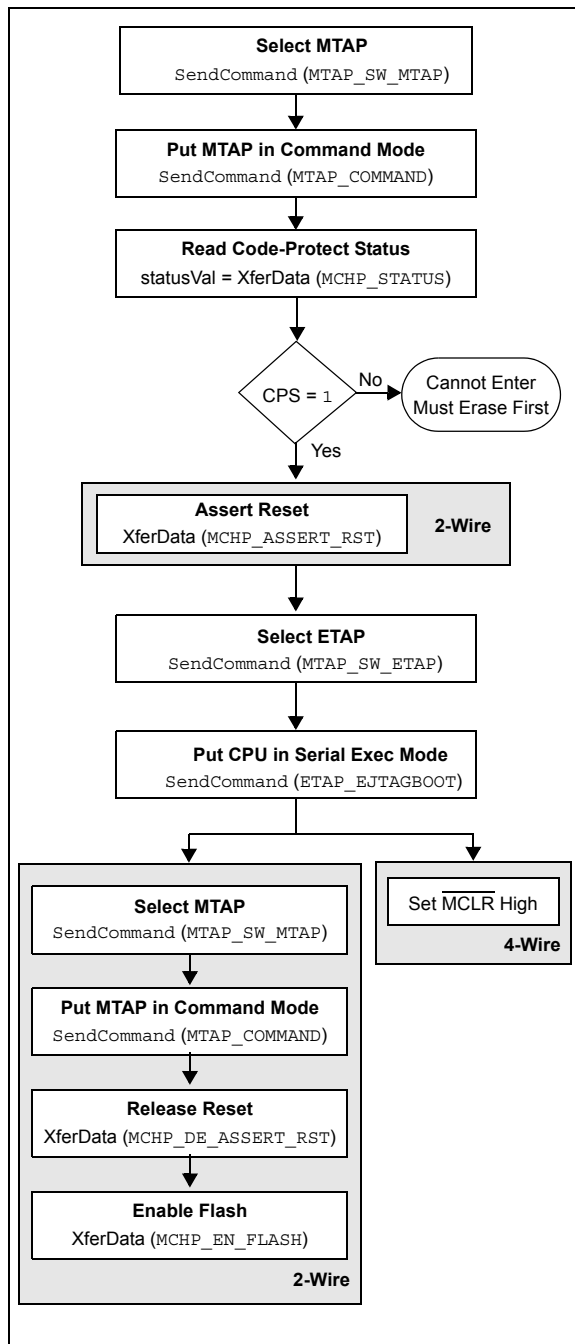 Select MTAP
SendCommand (MTAP_SW_MTAP)
Put MTAP in Command Mode
SendCommand (MTAP_COMMAND)
Read Code-Protect Status
statusVal = XferData (MCHP_STATUS)
CPS = 1
No
Cannot Enter
Must Erase First
Yes
Assert Reset
XferData (MCHP_ASSERT_RST)
2-Wire
Select ETAP
SendCommand (MTAP_SW_ETAP)
Put CPU in Serial Exec Mode
SendCommand (ETAP_EJTAGBOOT)
Select MTAP
SendCommand (MTAP_SW_MTAP)
Put MTAP in Command Mode
SendCommand (MTAP_COMMAND)
Release Reset
XferData (MCHP_DE_ASSERT_RST)
Enable Flash
XferData (MCHP_EN_FLASH)
2-Wire
Set M̅C̅L̅R̅ High
4-Wire